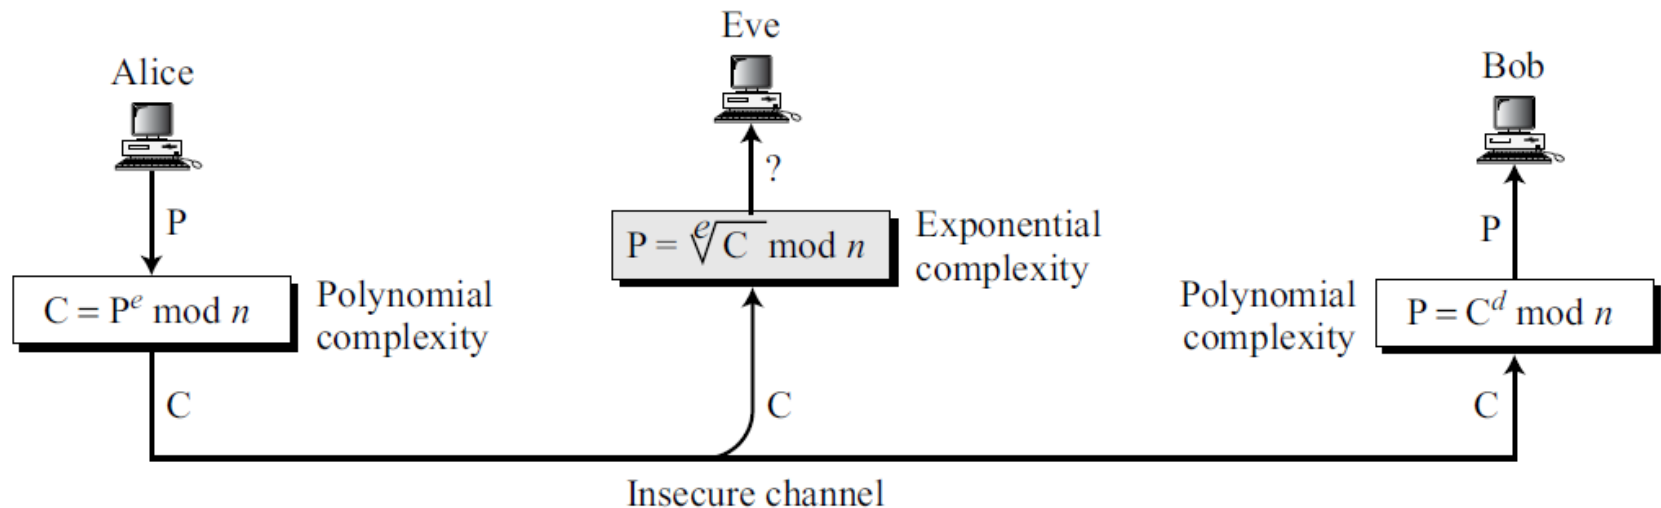 Eve
Alice
Bob
?
P
P
Exponential
complexity
P = ᵉ√C mod n
C = Pᵉ mod n
Polynomial
complexity
Polynomial
complexity
P = Cᵈ mod n
C
C
C
Insecure channel